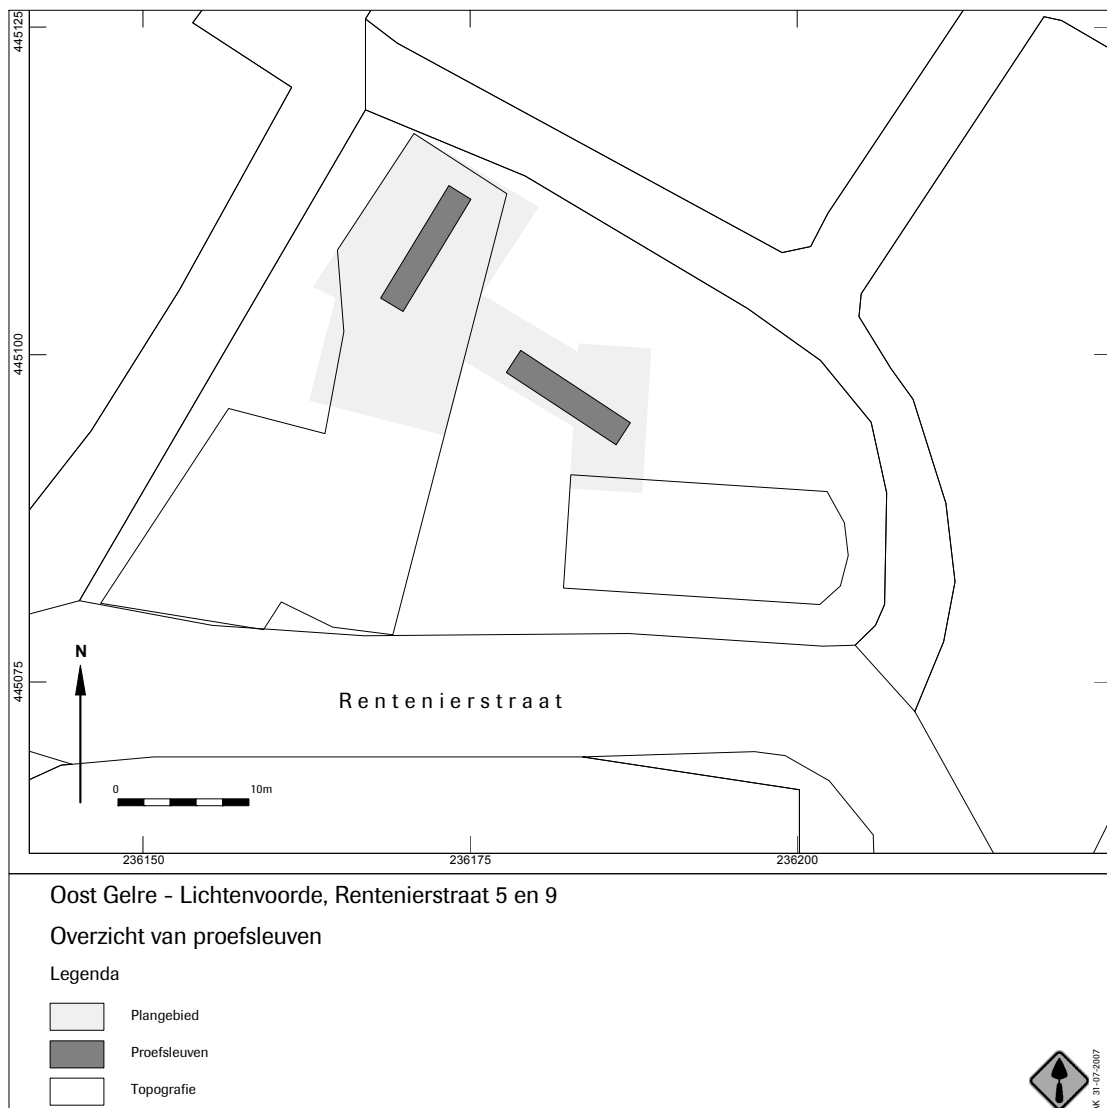 445125
445100
445075
N
Rentenierstraat
0 10m
236150 236175 236200
Oost Gelre - Lichtenvoorde, Rentenierstraat 5 en 9
Overzicht van proefsleuven
Legenda
Plangebied
Proefsleuven
Topografie
AK 31-07-2007